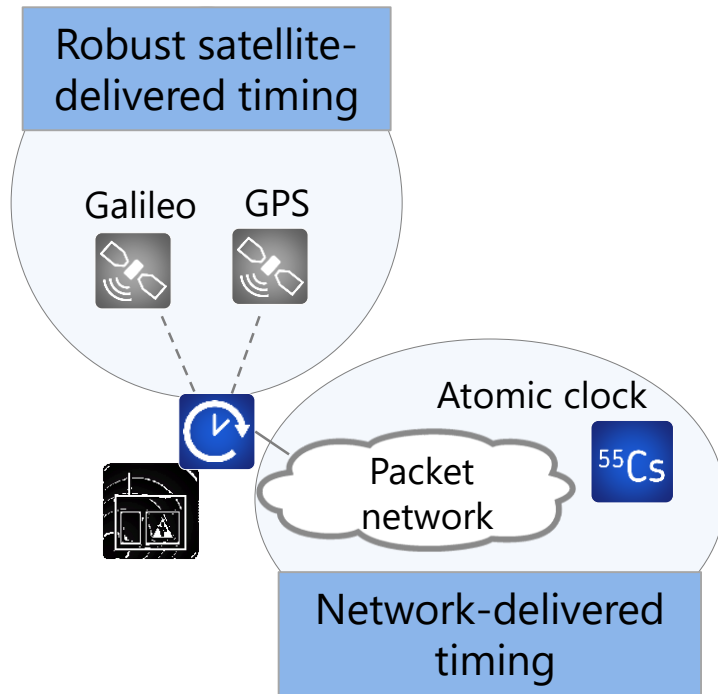 Robust satellite-
delivered timing
Galileo GPS
Atomic clock
⁵⁵Cs
Packet
network
Network-delivered
timing